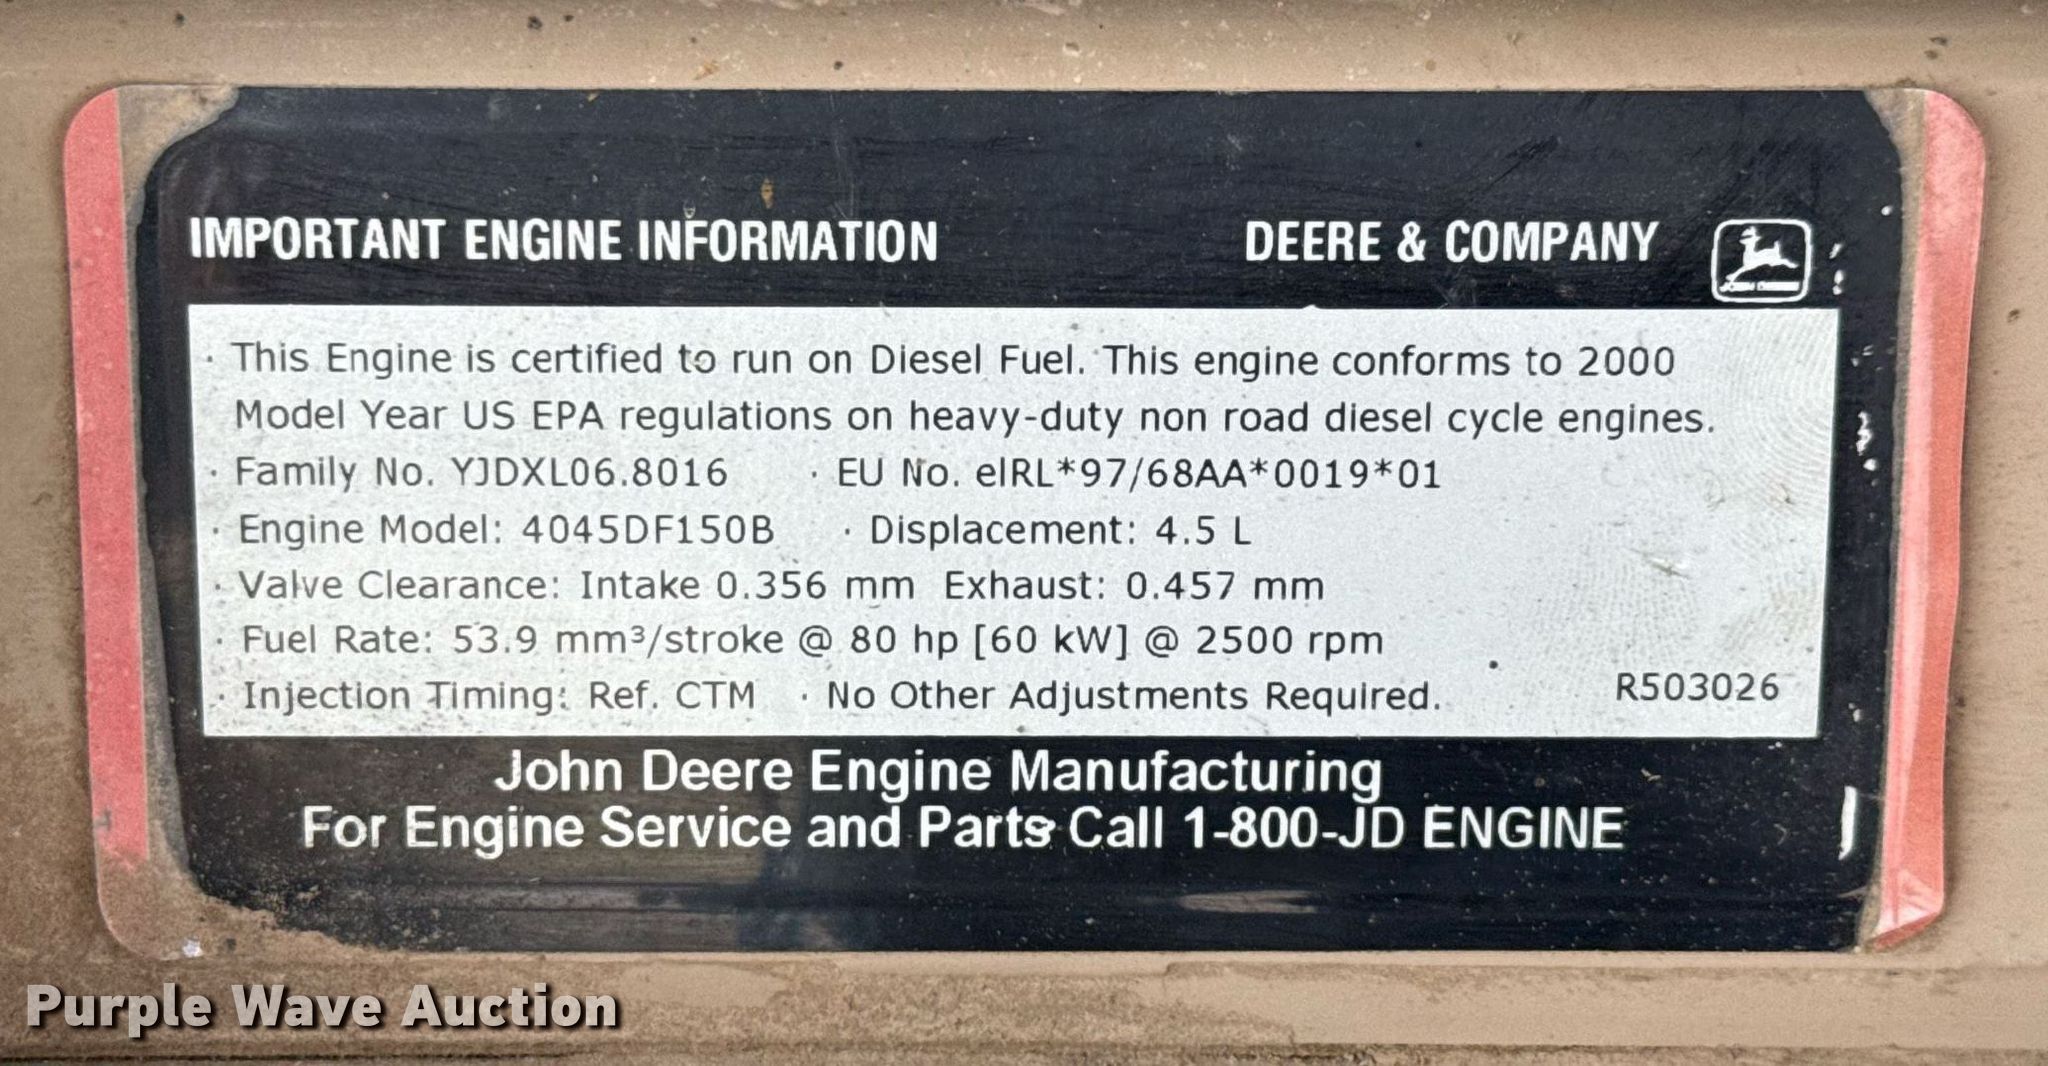 IMPORTANT ENGINE INFORMATION DEERE & COMPANY
JOHN DEERE
· This Engine is certified to run on Diesel Fuel. This engine conforms to 2000
Model Year US EPA regulations on heavy-duty non road diesel cycle engines.
· Family No. YJDXL06.8016 · EU No. elRL*97/68AA*0019*01
· Engine Model: 4045DF150B · Displacement: 4.5 L
· Valve Clearance: Intake 0.356 mm Exhaust: 0.457 mm
· Fuel Rate: 53.9 mm³/stroke @ 80 hp [60 kW] @ 2500 rpm
· Injection Timing: Ref. CTM · No Other Adjustments Required.
R503026
John Deere Engine Manufacturing
For Engine Service and Parts Call 1-800-JD ENGINE
Purple Wave Auction